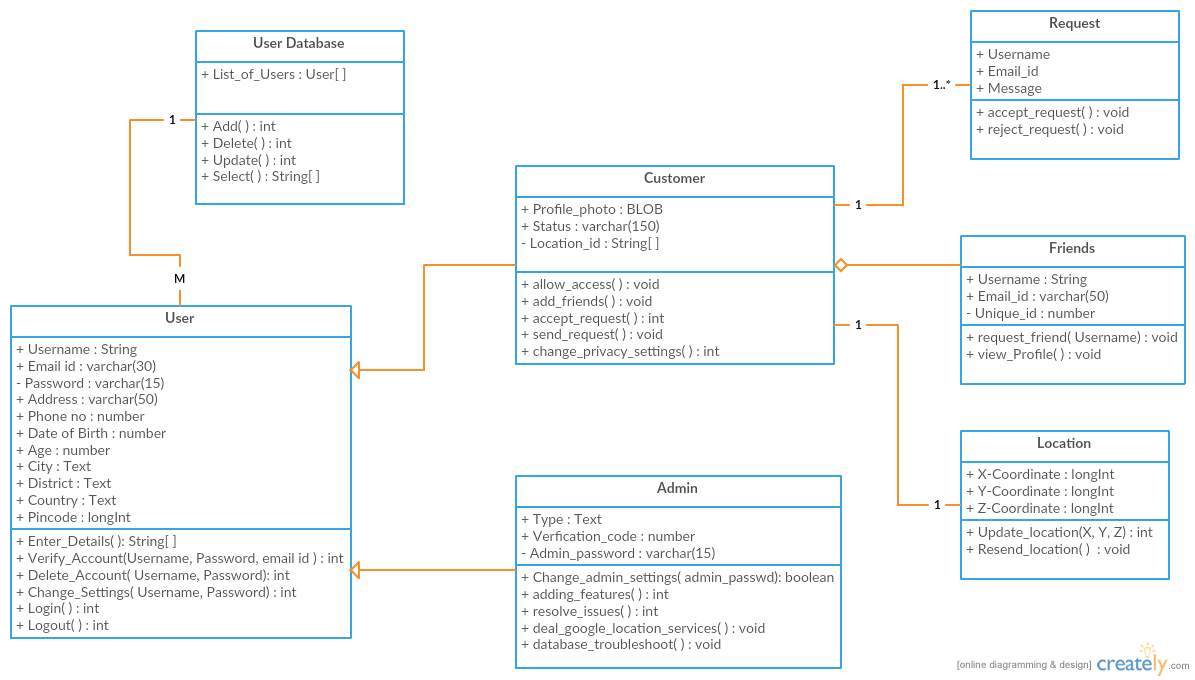 User Database
+ List_of_Users : User[ ]
+ Add( ) : int
+ Delete( ) : int
+ Update( ) : int
+ Select( ) : String[ ]
1
M
User
+ Username : String
+ Email id : varchar(30)
- Password : varchar(15)
+ Address : varchar(50)
+ Phone no : number
+ Date of Birth : number
+ Age : number
+ City : Text
+ District : Text
+ Country : Text
+ Pincode : longInt
+ Enter_Details( ): String[ ]
+ Verify_Account(Username, Password, email id ) : int
+ Delete_Account( Username, Password): int
+ Change_Settings( Username, Password) : int
+ Login( ) : int
+ Logout( ) : int
Customer
+ Profile_photo : BLOB
+ Status : varchar(150)
- Location_id : String[ ]
+ allow_access( ) : void
+ add_friends( ) : void
+ accept_request( ) : int
+ send_request( ) : void
+ change_privacy_settings( ) : int
Admin
+ Type : Text
+ Verfication_code : number
- Admin_password : varchar(15)
+ Change_admin_settings( admin_passwd): boolean
+ adding_features( ) : int
+ resolve_issues( ) : int
+ deal_google_location_services( ) : void
+ database_troubleshoot( ) : void
1..*
1
1
1
Request
+ Username
+ Email_id
+ Message
+ accept_request( ) : void
+ reject_request( ) : void
Friends
+ Username : String
+ Email_id : varchar(50)
- Unique_id : number
+ request_friend( Username) : void
+ view_Profile( ) : void
Location
+ X-Coordinate : longInt
+ Y-Coordinate : longInt
+ Z-Coordinate : longInt
+ Update_location(X, Y, Z) : int
+ Resend_location( ) : void
[online diagramming & design] creately.com